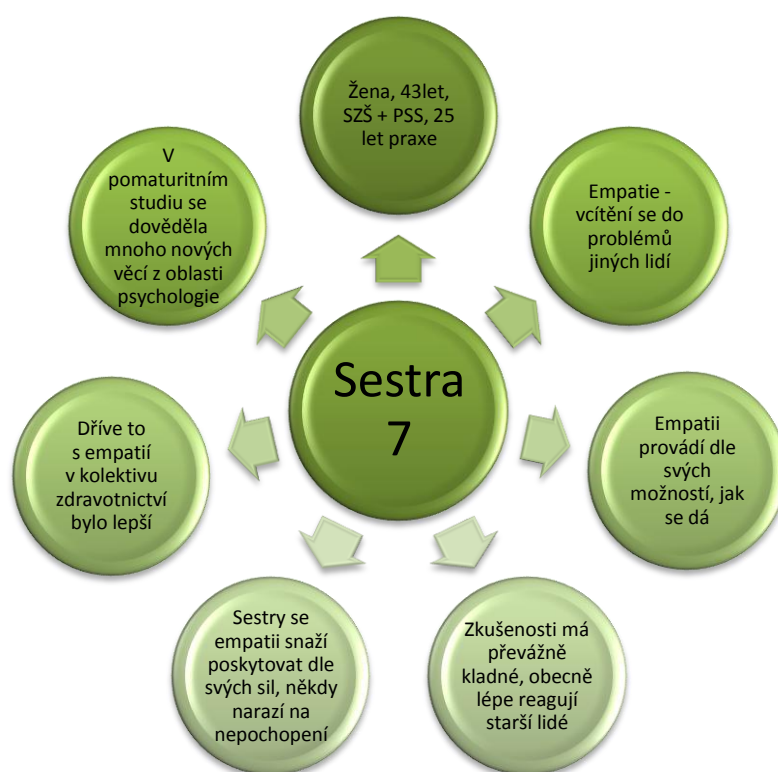 Žena, 43let,
SZŠ + PSS, 25
let praxe
Empatie -
vcítění se do
problémů
jiných lidí
Empatii
provádí dle
svých
možností, jak
se dá
Zkušenosti má
převážně
kladné, obecně
lépe reagují
starší lidé
Sestry se
empatii snaží
poskytovat dle
svých sil, někdy
narazí na
nepochopení
Dříve to
s empatií
v kolektivu
zdravotnictví
bylo lepší
V
pomaturitním
studiu se
dověděla
mnoho nových
věcí z oblasti
psychologie
Sestra
7